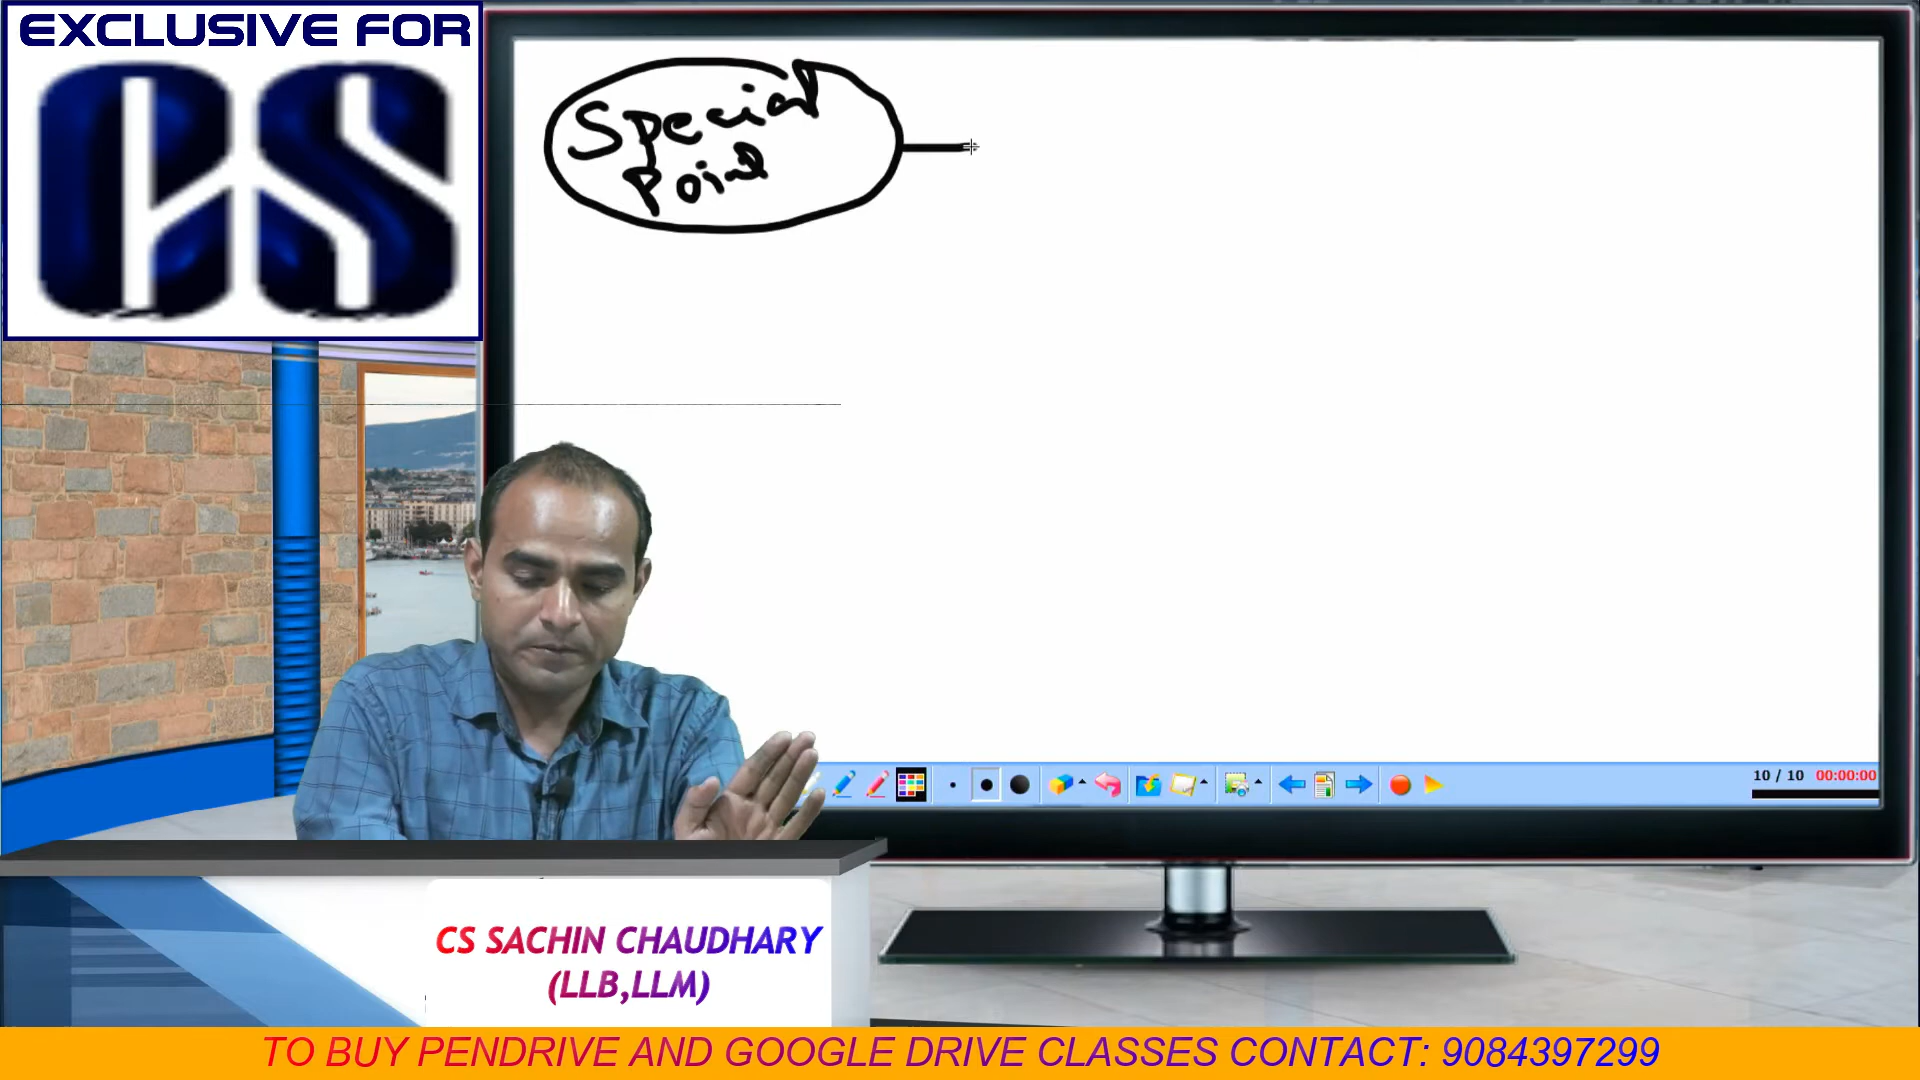 EXCLUSIVE FOR
CS
Special
Point
10 / 10 00:00:00
CS SACHIN CHAUDHARY
(LLB,LLM)
TO BUY PENDRIVE AND GOOGLE DRIVE CLASSES CONTACT: 9084397299